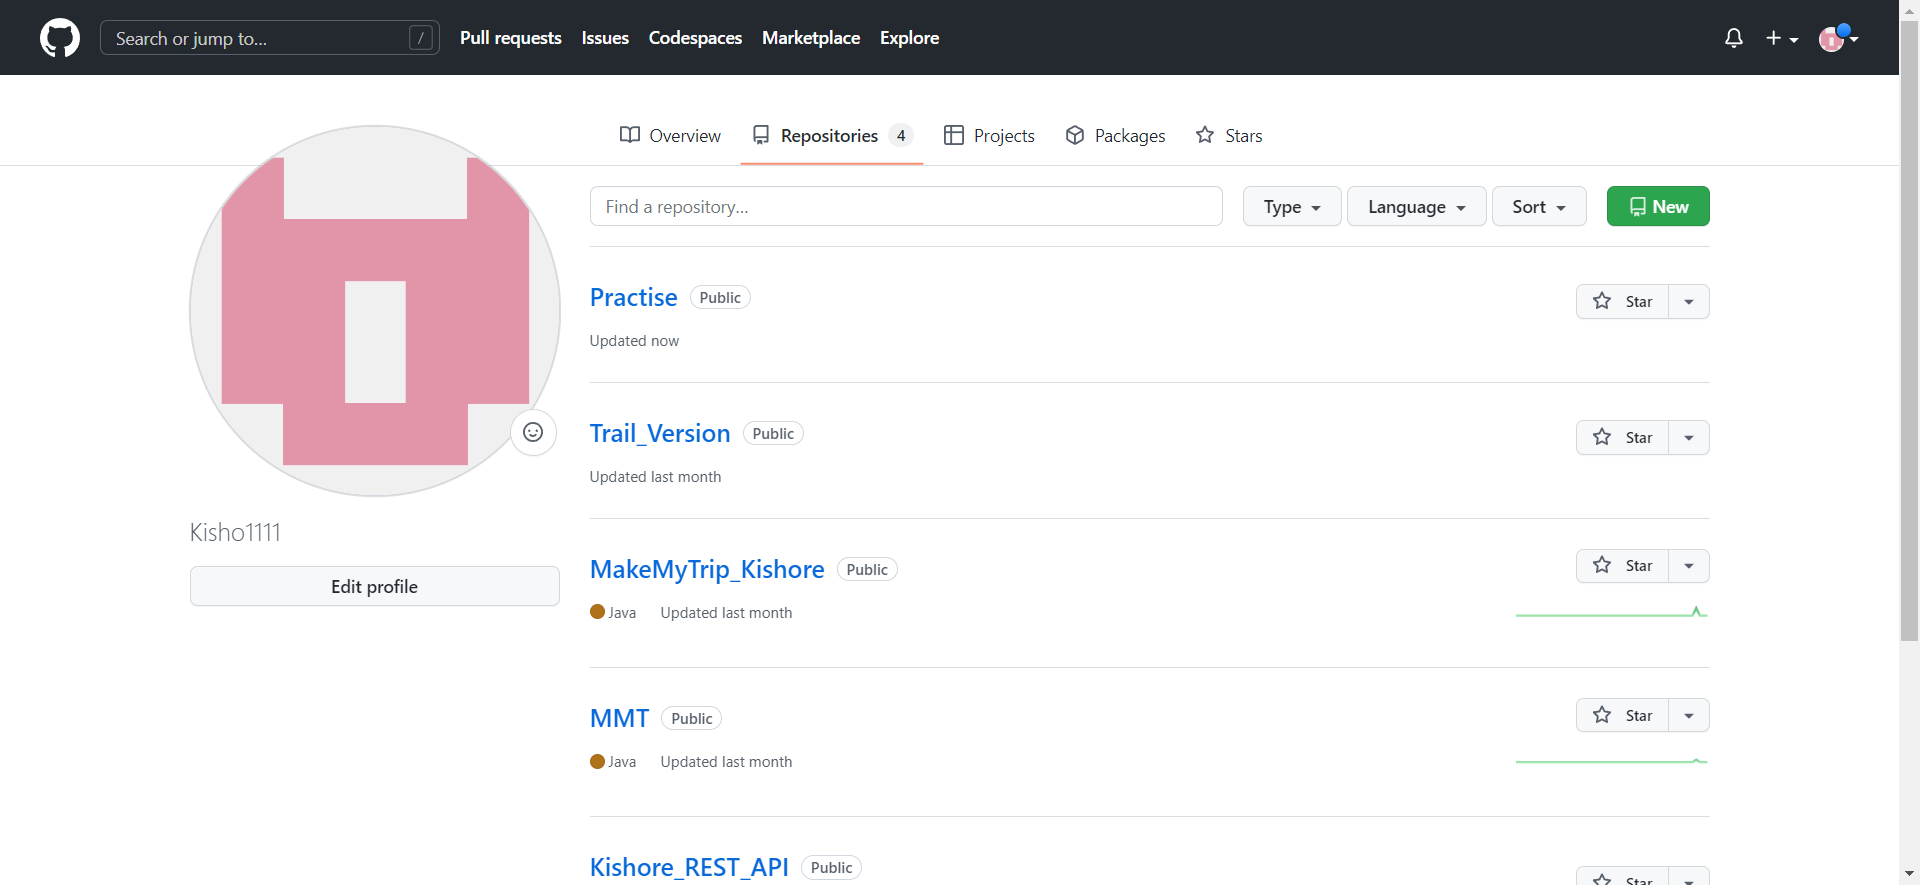 Search or jump to... / Pull requests Issues Codespaces Marketplace Explore
Overview Repositories 4 Projects Packages Stars
Find a repository... Type Language Sort New
Practise Public Star
Updated now
Trail_Version Public Star
Updated last month
Kisho1111
Edit profile
MakeMyTrip_Kishore Public Star
Java Updated last month
MMT Public Star
Java Updated last month
Kishore_REST_API Public Star